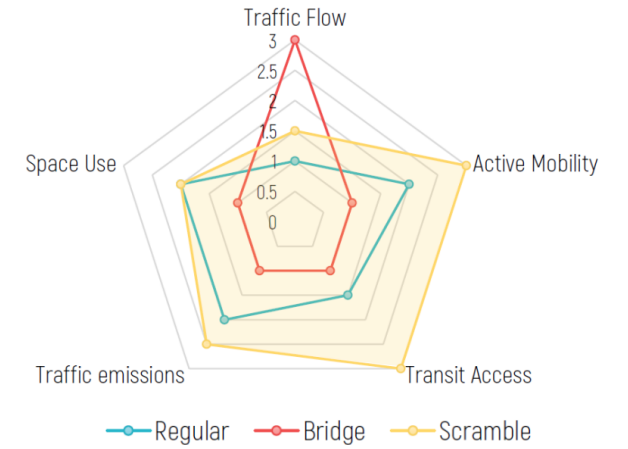 Traffic Flow
3
2.5
2
1.5
1
0.5
0
Space Use
Active Mobility
Traffic emissions
Transit Access
Regular Bridge Scramble